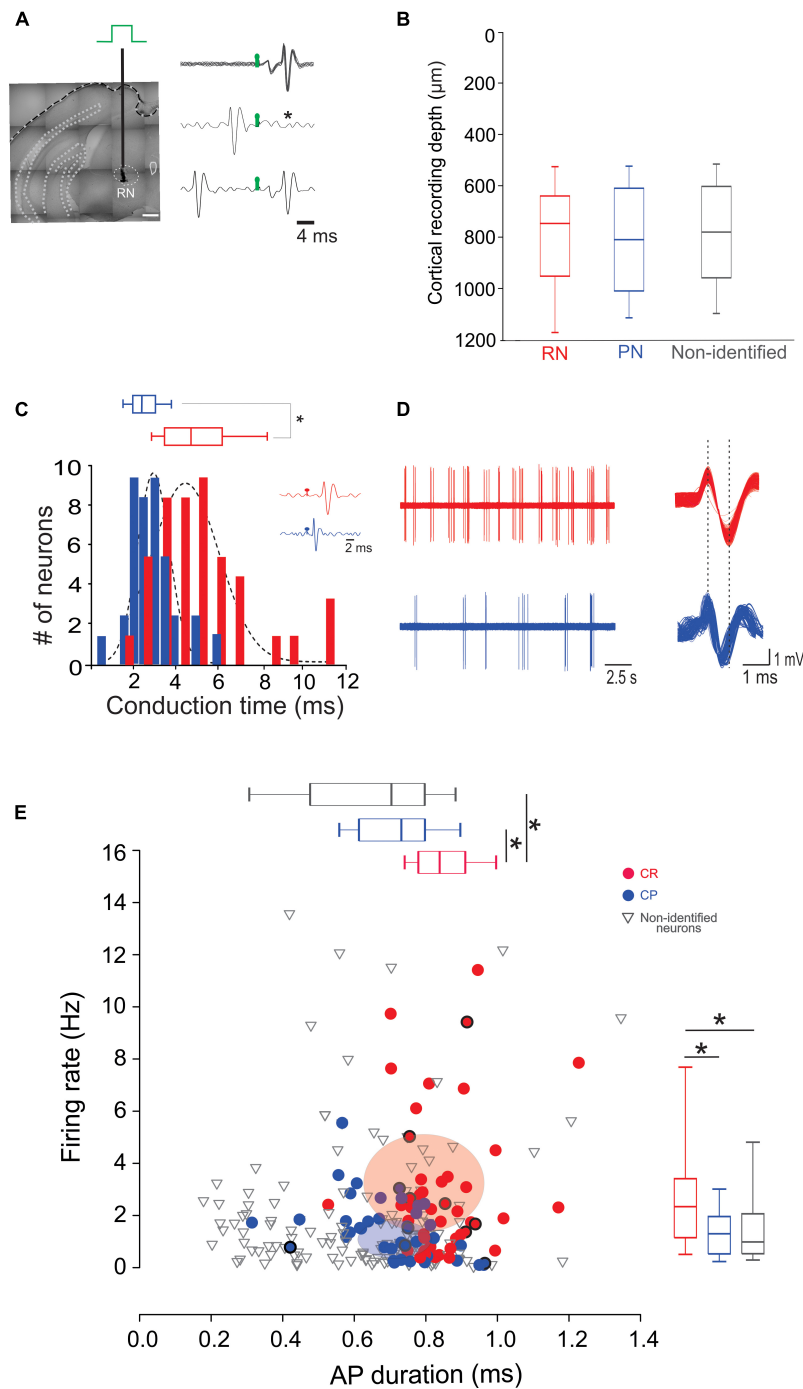 A
RN
*
4 ms
B
Cortical recording depth (µm)
0
200
400
600
800
1000
1200
RN PN Non-identified
C
*
# of neurons
10
8
6
4
2
0
2 4 6 8 10 12
Conduction time (ms)
2 ms
D
2.5 s
1 mV
1 ms
E
*
*
Firing rate (Hz)
16
14
12
10
8
6
4
2
0
0.0 0.2 0.4 0.6 0.8 1.0 1.2 1.4
AP duration (ms)
CR
CP
Non-identified
neurons
*
*